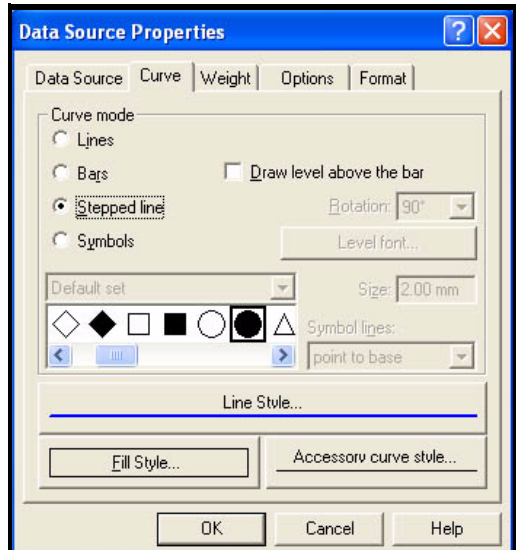 Data Source Properties
Data Source Curve Weight Options Format
Curve mode
Lines
Bars
Draw level above the bar
Stepped line
Rotation: 90°
Symbols
Level font...
Default set
Size: 2.00 mm
Symbol lines:
point to base
Line Style...
Fill Style...
Accessory curve style...
OK Cancel Help